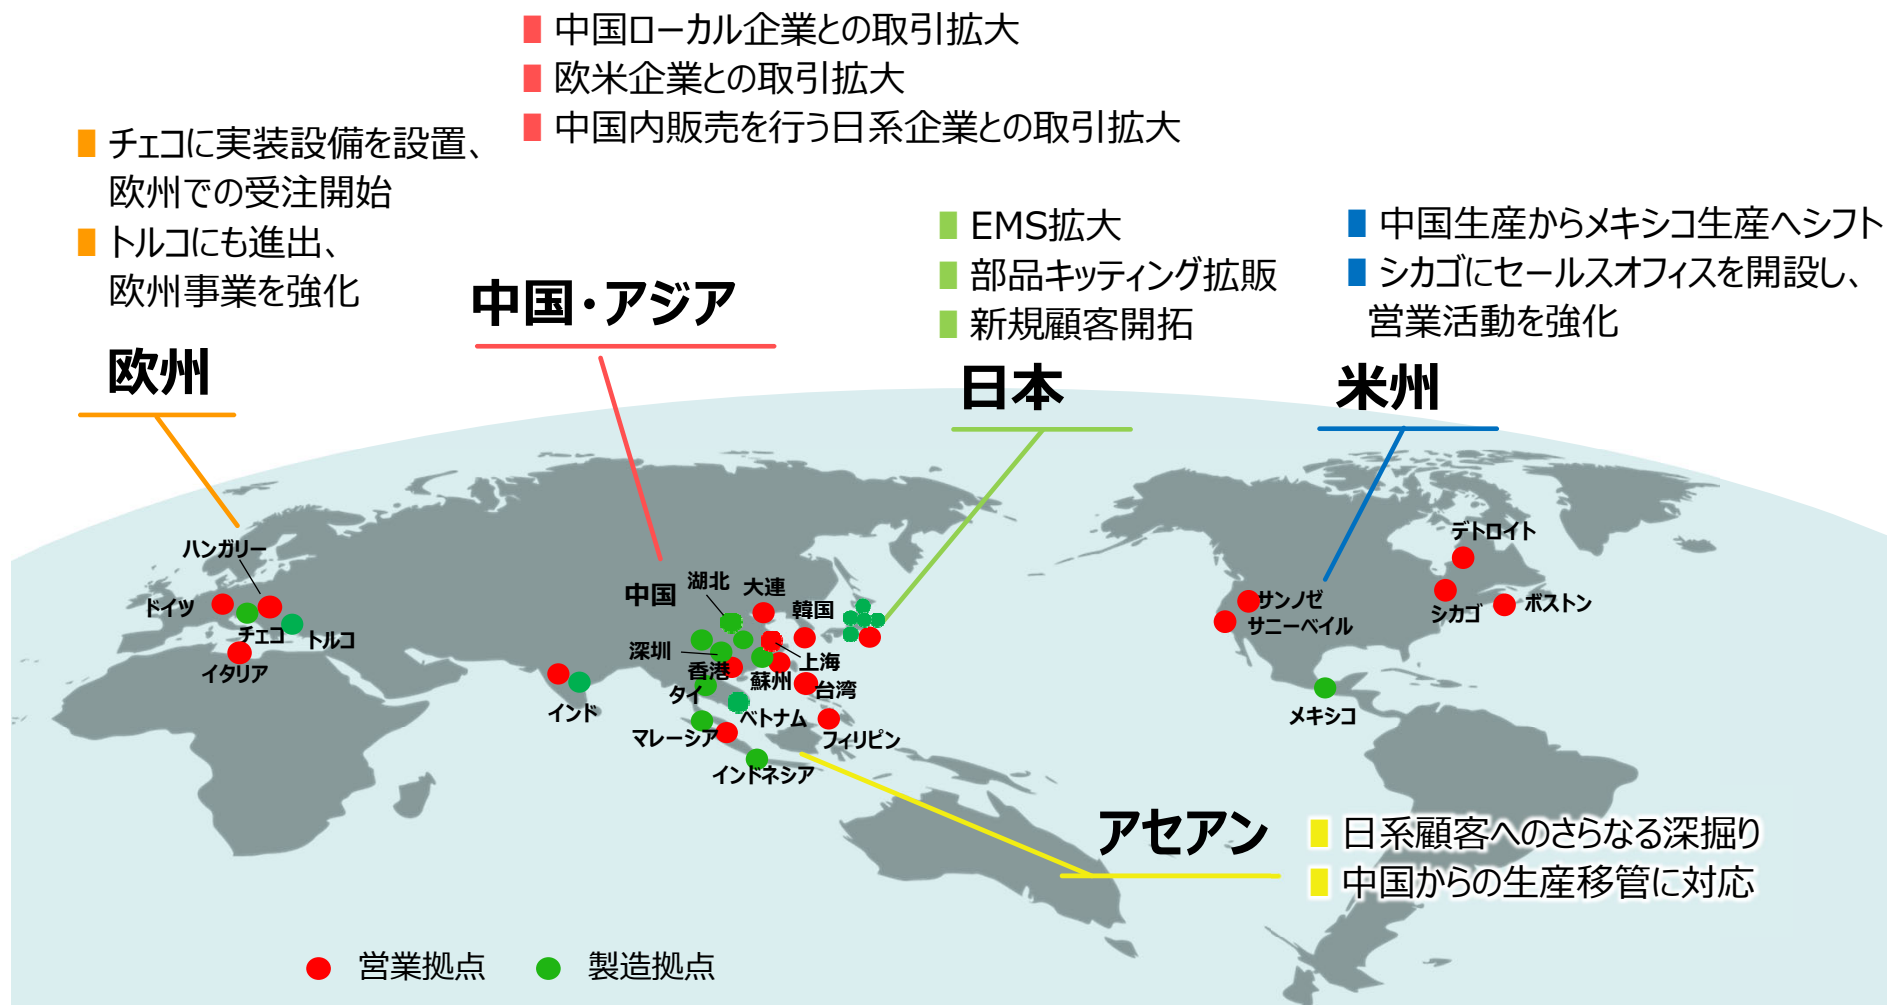 ■ 中国ローカル企業との取引拡大
■ 欧米企業との取引拡大
■ 中国内販売を行う日系企業との取引拡大
■ チェコに実装設備を設置、
欧州での受注開始
■ トルコにも進出、
欧州事業を強化
欧州
中国・アジア
■ EMS拡大
■ 部品キッティング拡販
■ 新規顧客開拓
日本
■ 中国生産からメキシコ生産へシフト
■ シカゴにセールスオフィスを開設し、
営業活動を強化
米州
ハンガリー
ドイツ
チェコ
トルコ
イタリア
インド
中国
湖北
大連
韓国
深圳
香港
上海
蘇州
台湾
タイ
ベトナム
マレーシア
フィリピン
インドネシア
デトロイト
サンノゼ
サニーベイル
シカゴ
ボストン
メキシコ
アセアン
■ 日系顧客へのさらなる深掘り
■ 中国からの生産移管に対応
● 営業拠点
● 製造拠点